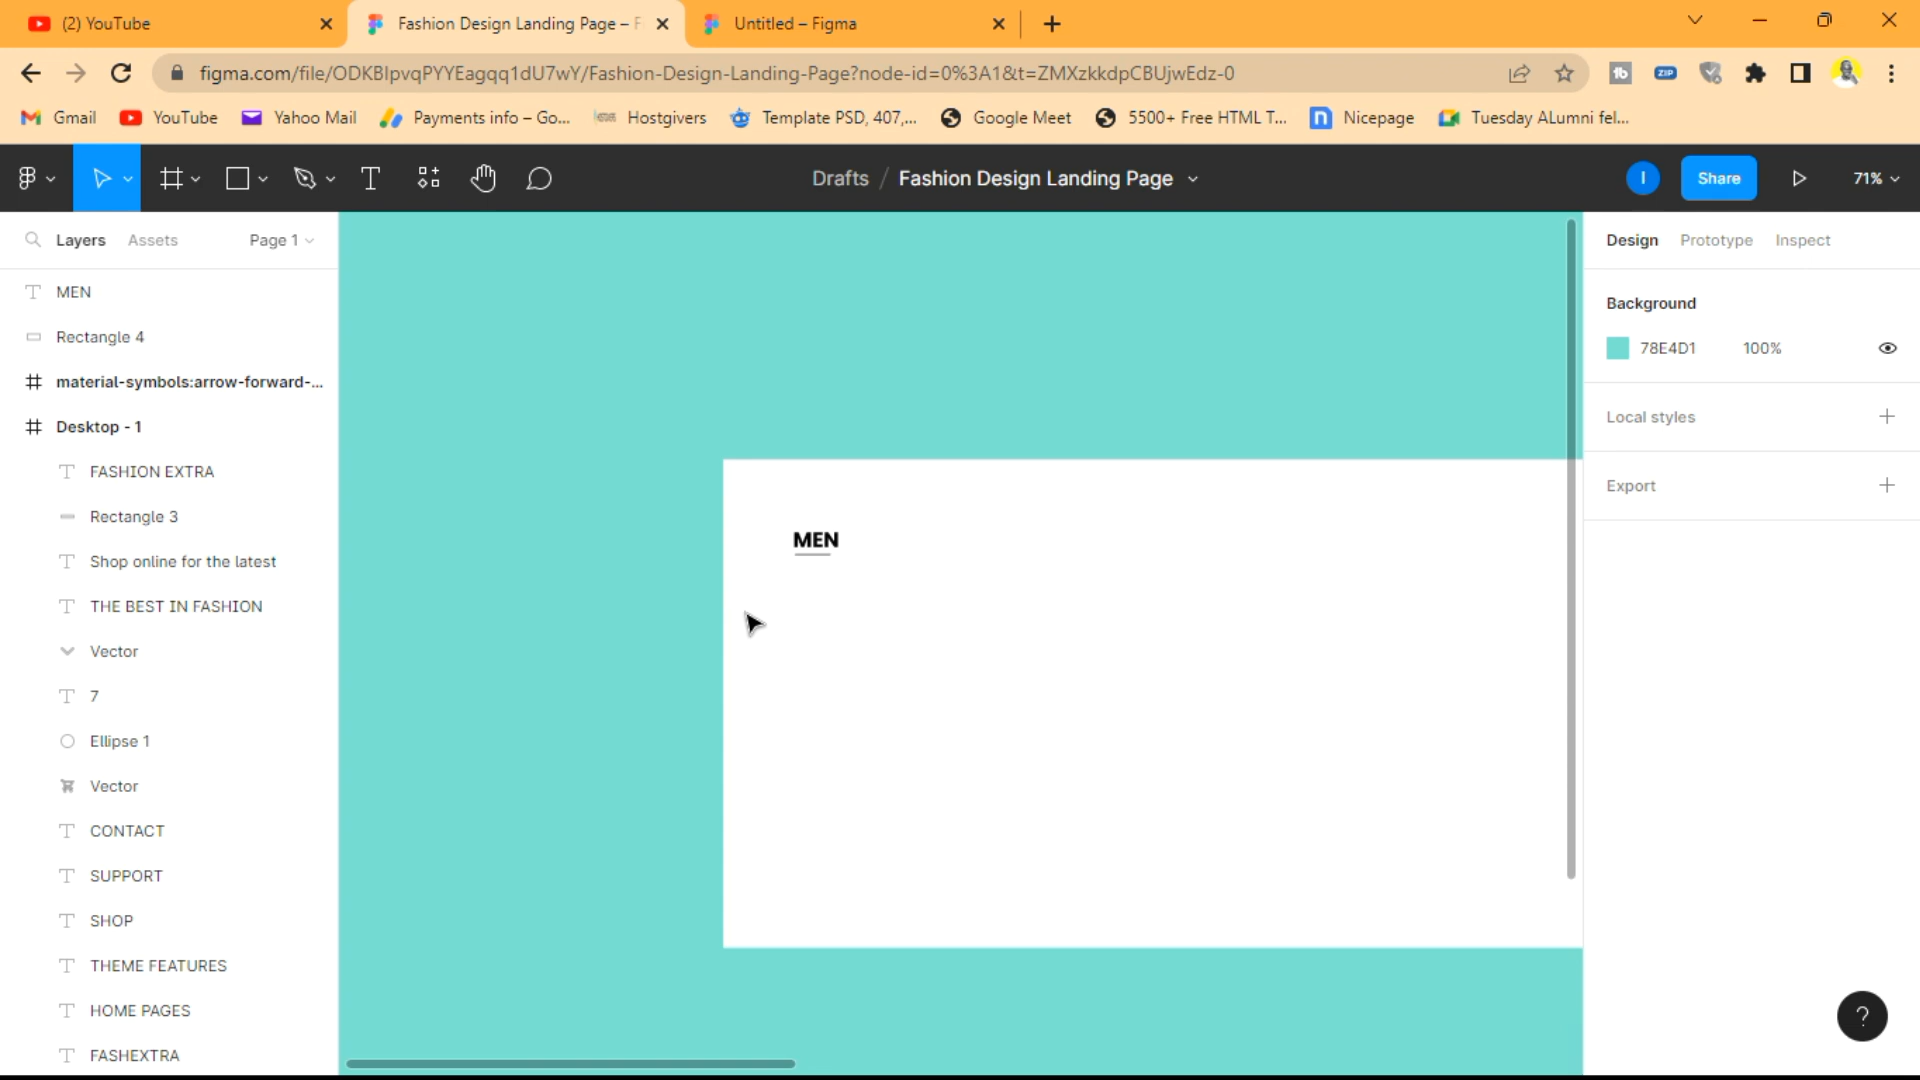 (2) YouTube
Fashion Design Landing Page – F
Untitled – Figma
figma.com/file/ODKBIpvqPYYEagqq1dU7wY/Fashion-Design-Landing-Page?node-id=0%3A1&t=ZMXzkkdpCBUjwEdz-0
Gmail
YouTube
Yahoo Mail
Payments info – Go...
Hostgivers
Template PSD, 407,...
Google Meet
5500+ Free HTML T...
Nicepage
Tuesday ALumni fel...
Drafts / Fashion Design Landing Page
I
Share
71%
Layers
Assets
Page 1
MEN
Rectangle 4
material-symbols:arrow-forward-...
Desktop - 1
FASHION EXTRA
Rectangle 3
Shop online for the latest
THE BEST IN FASHION
Vector
7
Ellipse 1
Vector
CONTACT
SUPPORT
SHOP
THEME FEATURES
HOME PAGES
FASHEXTRA
MEN
Design
Prototype
Inspect
Background
78E4D1
100%
Local styles
Export
?